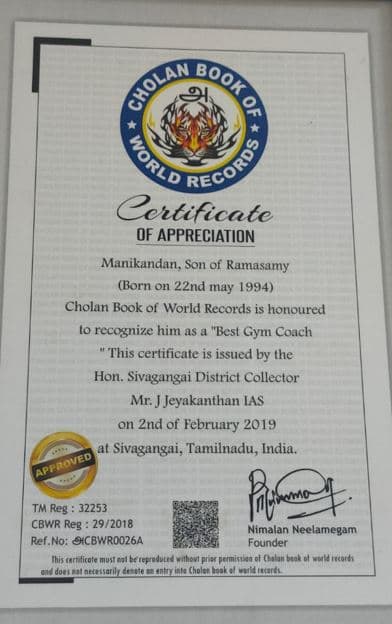 CHOLAN BOOK OF
அ
WORLD RECORDS
Certificate
OF APPRECIATION
Manikandan, Son of Ramasamy
(Born on 22nd may 1994)
Cholan Book of World Records is honoured
to recognize him as a "Best Gym Coach
" This certificate is issued by the
Hon. Sivagangai District Collector
Mr. J Jeyakanthan IAS
on 2nd of February 2019
at Sivagangai, Tamilnadu, India.
APPROVED
TM Reg : 32253
CBWR Reg : 29/2018
Ref.No: அCBWR0026A
Nimalan Neelamegam
Founder
This certificate must not be reproduced without prior permission of Cholan book of world records
and does not necessarily denote an entry into Cholan book of world records.